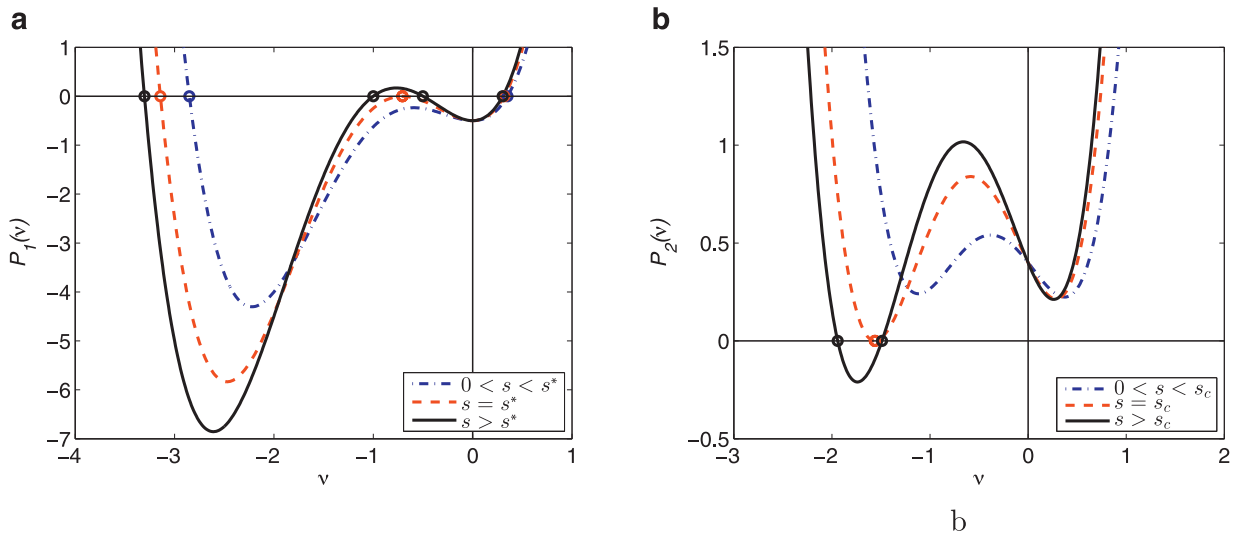 a
P1(ν)
1
0
−1
−2
−3
−4
−5
−6
−7
−4
−3
−2
−1
0
1
ν
0 < s < s*
s = s*
s > s*
b
P2(ν)
1.5
1
0.5
0
−0.5
−3
−2
−1
0
1
2
ν
0 < s < sc
s = sc
s > sc
b